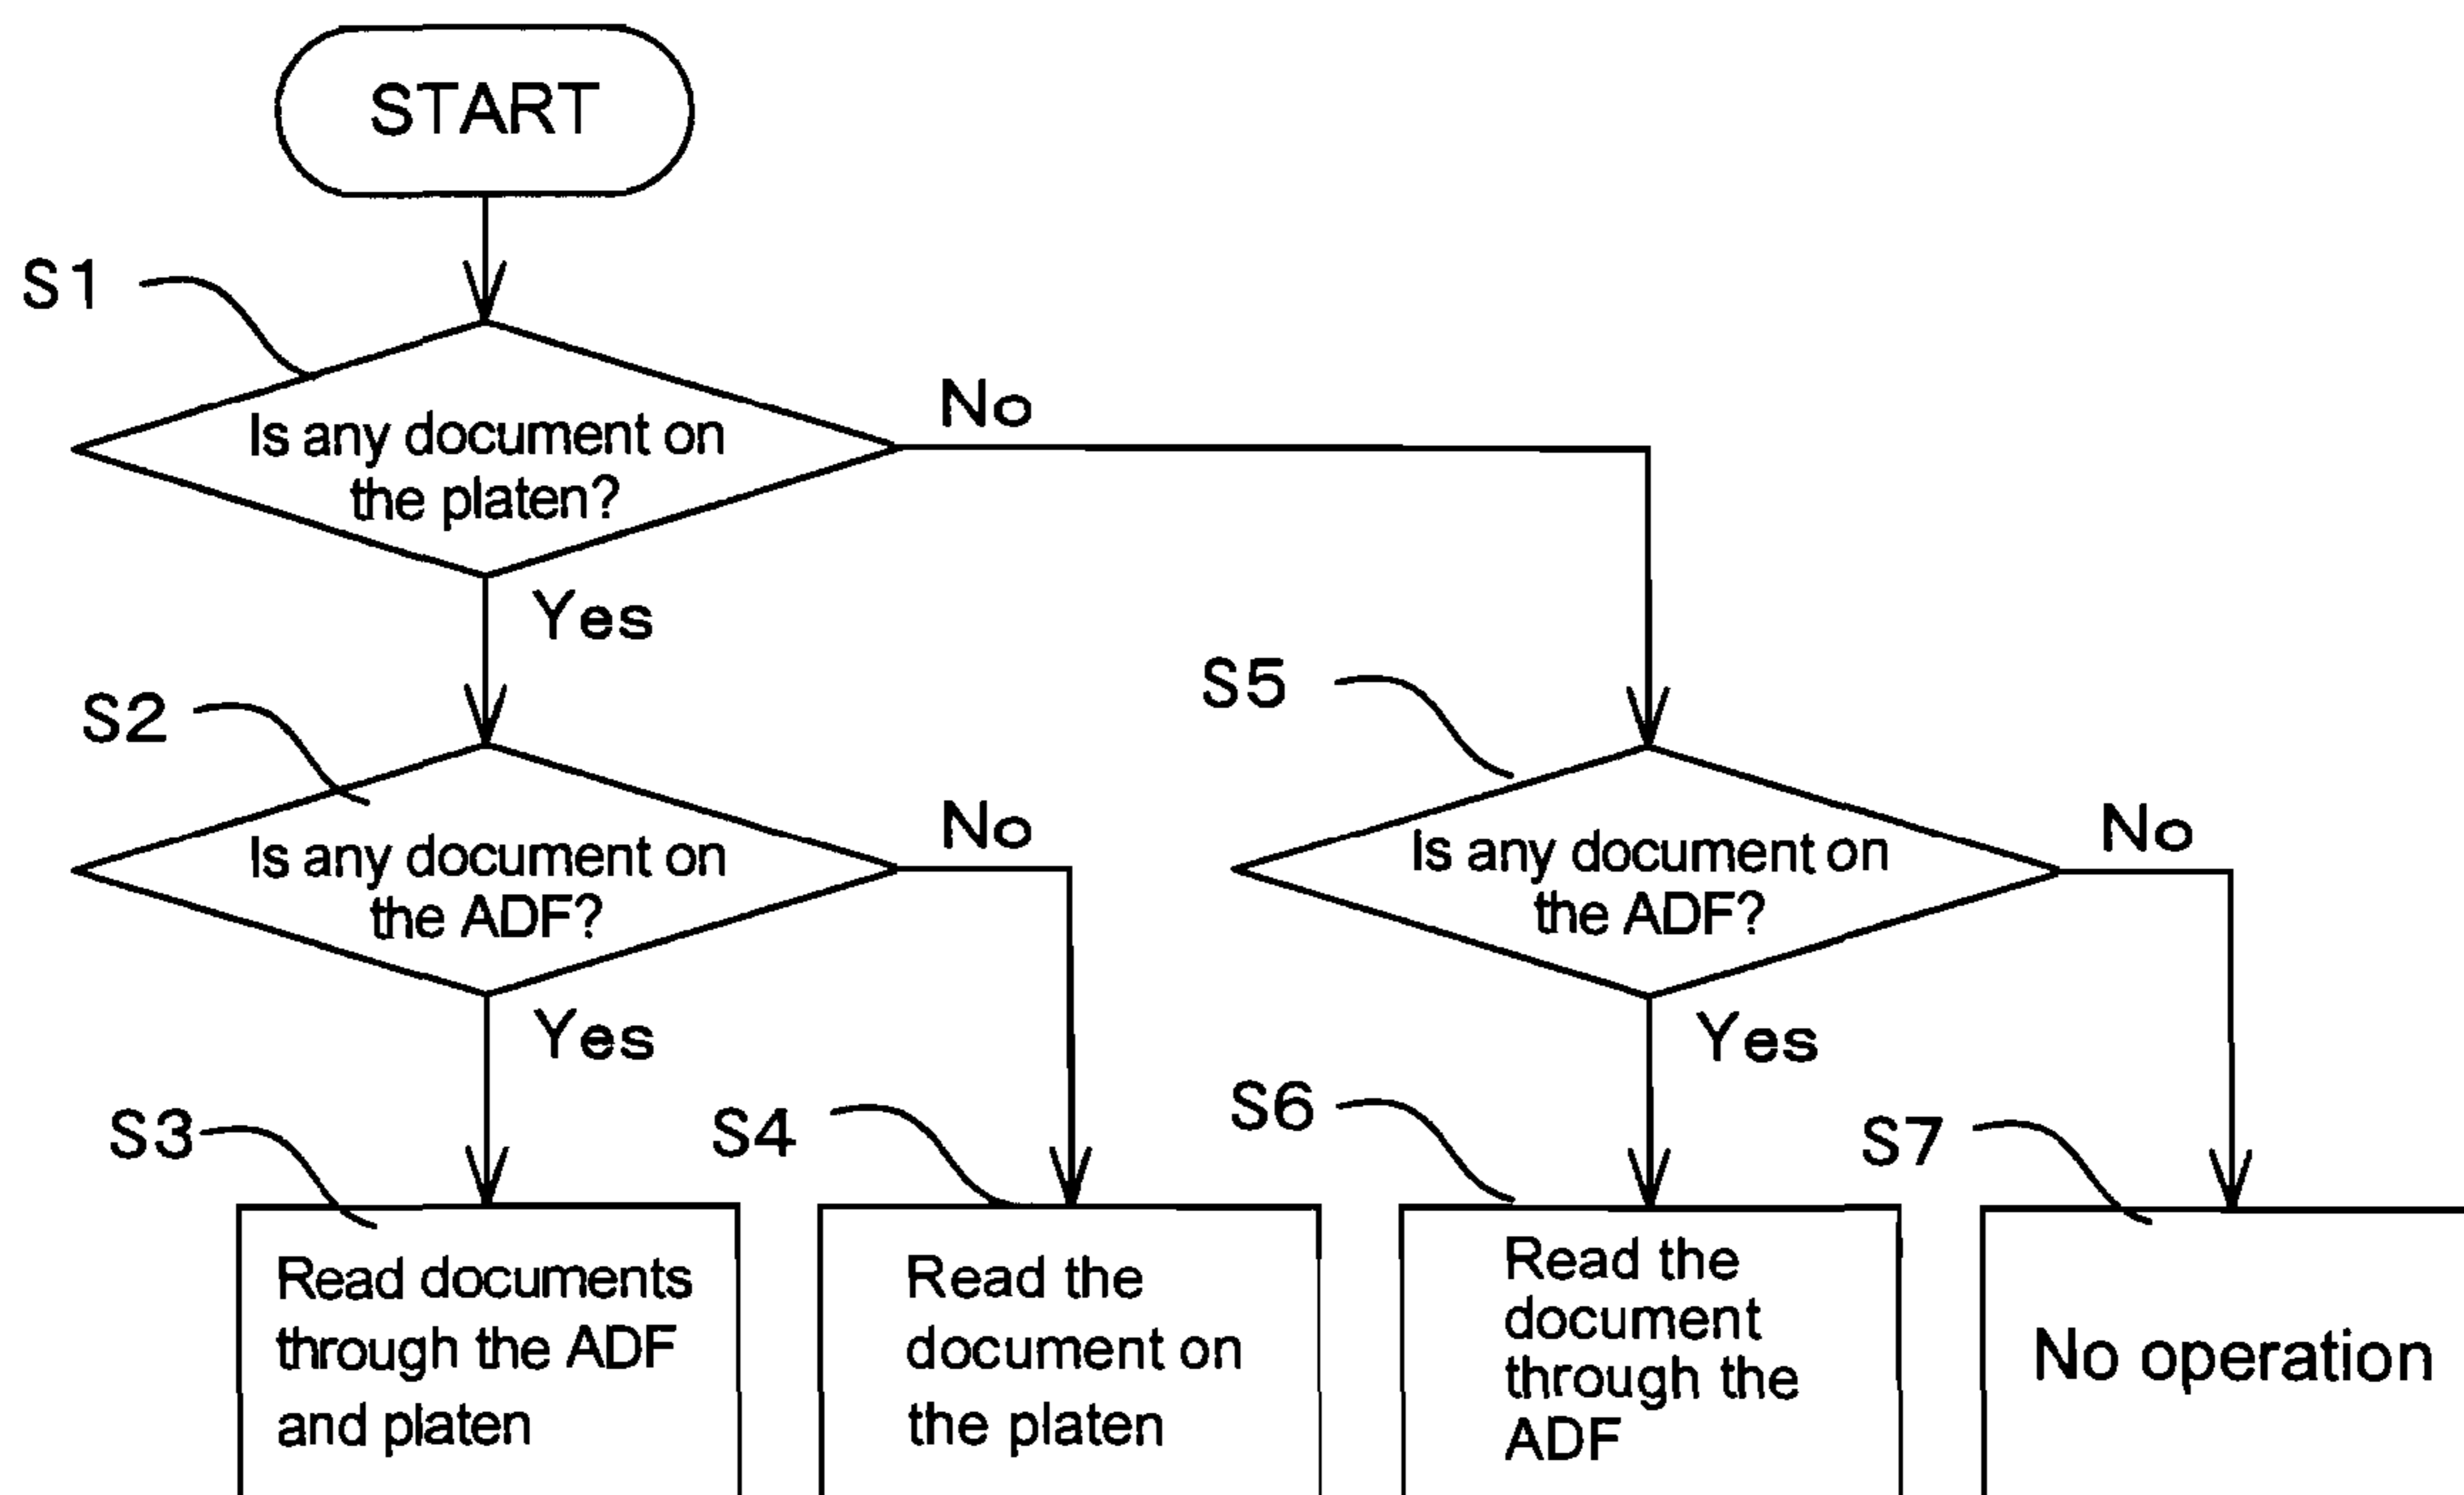 START
S1
No
Is any document on
the platen?
Yes
S2
S5
No
No
Is any document on
the ADF?
Is any document on
the ADF?
Yes
Yes
S3
S4
S6
S7
Read documents
through the ADF
and platen
Read the
document on
the platen
Read the
document
through the
ADF
No operation